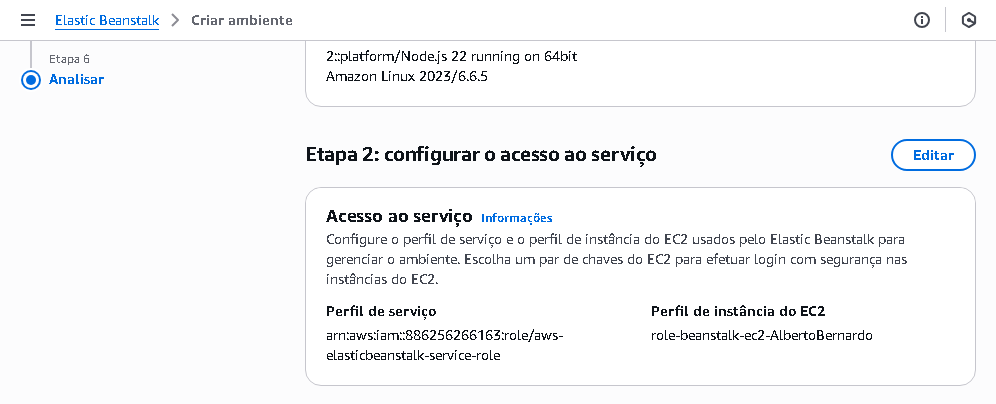 Elastic Beanstalk > Criar ambiente
Etapa 6
Analisar
2::platform/Node.js 22 running on 64bit
Amazon Linux 2023/6.6.5
Etapa 2: configurar o acesso ao serviço
Editar
Acesso ao serviço Informações
Configure o perfil de serviço e o perfil de instância do EC2 usados pelo Elastic Beanstalk para
gerenciar o ambiente. Escolha um par de chaves do EC2 para efetuar login com segurança nas
instâncias do EC2.
Perfil de serviço
arn:aws:iam::886256266163:role/aws-
elasticbeanstalk-service-role
Perfil de instância do EC2
role-beanstalk-ec2-AlbertoBernardo